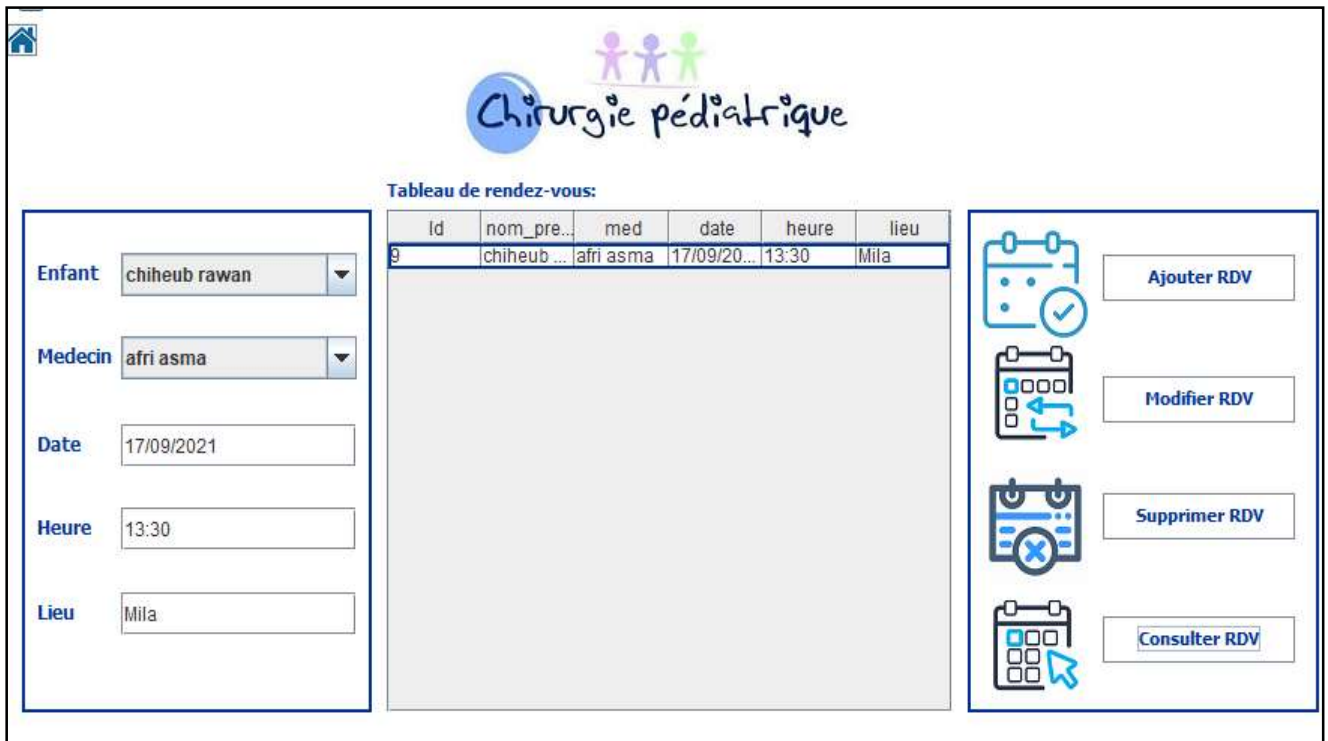 Chirurgie pédiatrique
Tableau de rendez-vous:
Enfant chiheub rawan
Medecin afri asma
Date 17/09/2021
Heure 13:30
Lieu Mila
Id nom_pre... med date heure lieu
9 chiheub ... afri asma 17/09/20... 13:30 Mila
Ajouter RDV
Modifier RDV
Supprimer RDV
Consulter RDV